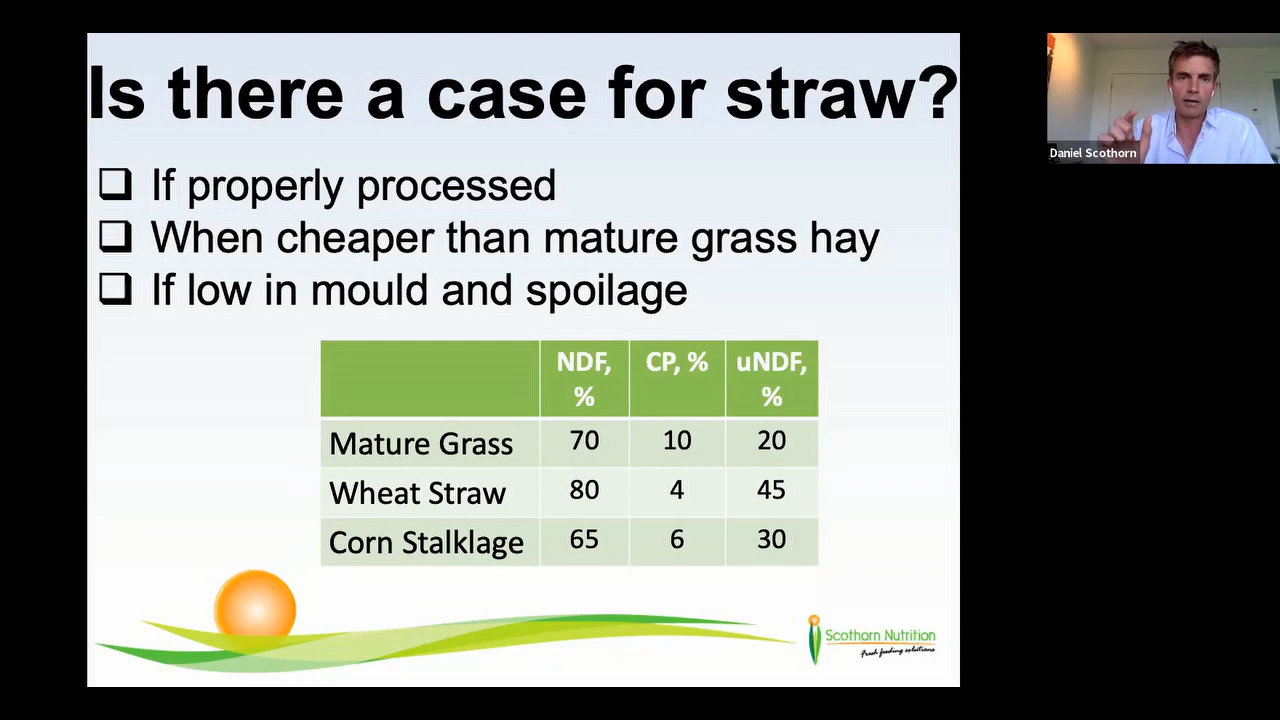 Is there a case for straw?
❑ If properly processed
❑ When cheaper than mature grass hay
❑ If low in mould and spoilage
NDF, % CP, % uNDF, %
Mature Grass 70 10 20
Wheat Straw 80 4 45
Corn Stalklage 65 6 30
Scothorn Nutrition
Fresh feeding solutions
Daniel Scothorn